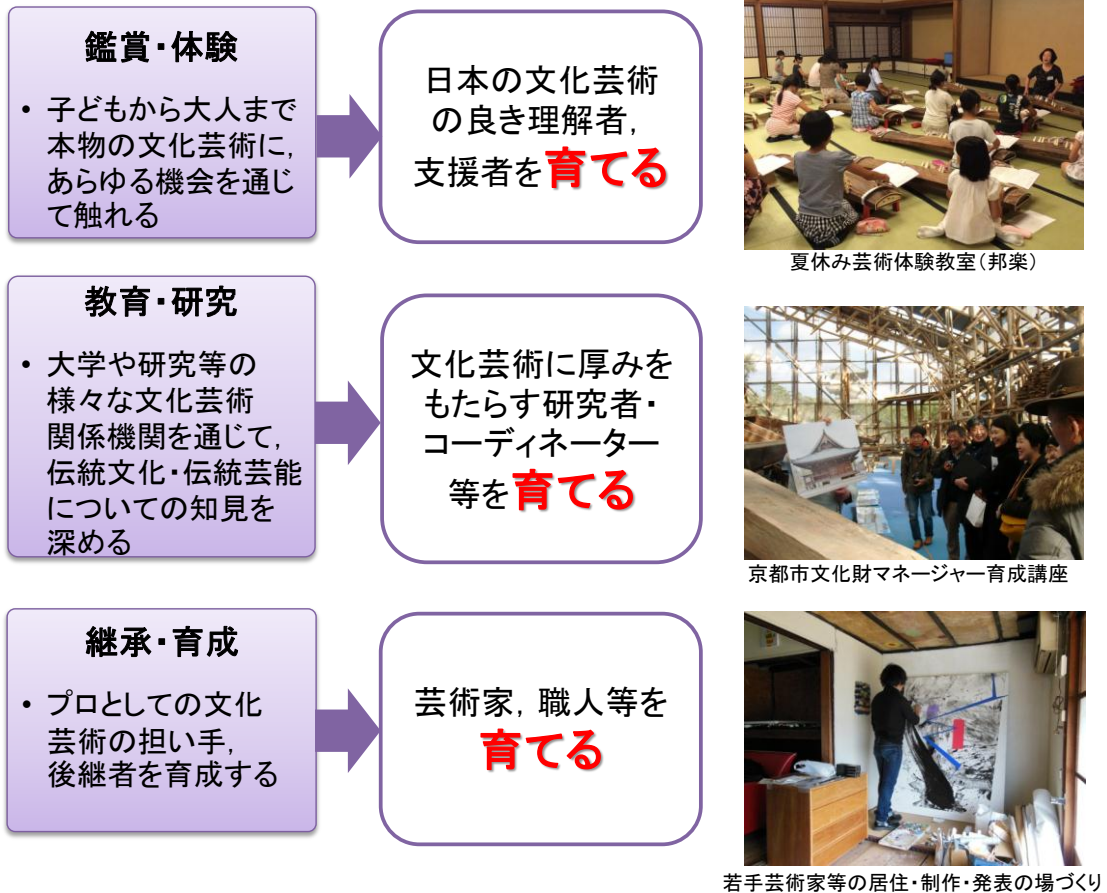 鑑賞・体験
• 子どもから大人まで
本物の文化芸術に,
あらゆる機会を通じ
て触れる
日本の文化芸術
の良き理解者,
支援者を育てる
夏休み芸術体験教室(邦楽)
教育・研究
• 大学や研究等の
様々な文化芸術
関係機関を通じて,
伝統文化・伝統芸能
についての知見を
深める
文化芸術に厚みを
もたらす研究者・
コーディネーター
等を育てる
京都市文化財マネージャー育成講座
継承・育成
• プロとしての文化
芸術の担い手,
後継者を育成する
芸術家, 職人等を
育てる
若手芸術家等の居住・制作・発表の場づくり